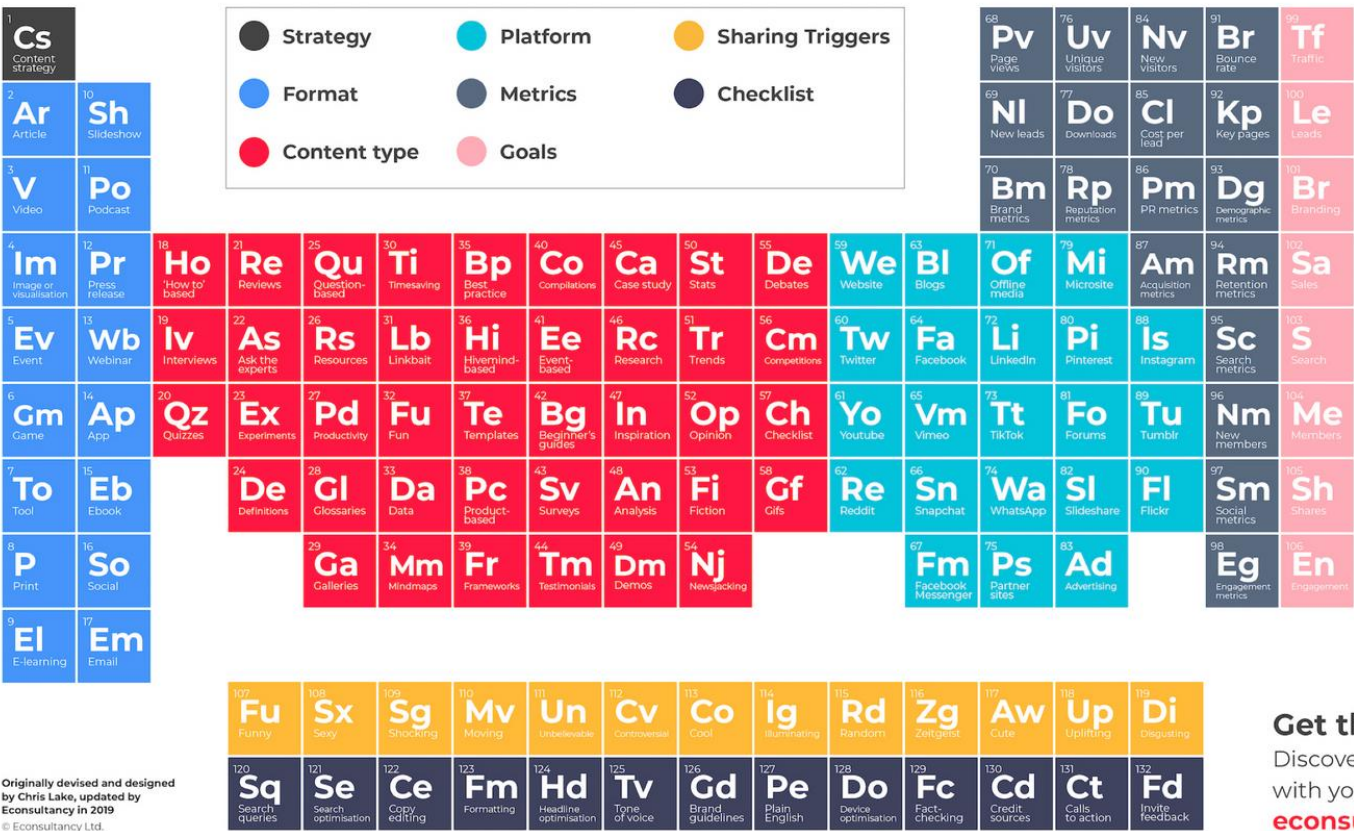 1
Cs
Content
strategy
Strategy
Platform
Sharing Triggers
Format
Metrics
Checklist
Content type
Goals
68
Pv
Page
views
76
Uv
Unique
visitors
84
Nv
New
visitors
91
Br
Bounce
rate
99
Tf
Traffic
2
Ar
Article
10
Sh
Slideshow
69
Nl
New leads
77
Do
Downloads
85
Cl
Cost per
lead
92
Kp
Key pages
100
Le
Leads
3
V
Video
11
Po
Podcast
70
Bm
Brand
metrics
78
Rp
Reputation
metrics
86
Pm
PR metrics
93
Dg
Demographic
metrics
101
Br
Branding
4
Im
Image or
visualisation
12
Pr
Press
release
18
Ho
'How to'
based
21
Re
Reviews
25
Qu
Question-
based
30
Ti
Timesaving
35
Bp
Best
practice
40
Co
Compilations
45
Ca
Case study
50
St
Stats
55
De
Debates
59
We
Website
63
Bl
Blogs
71
Of
Offline
media
79
Mi
Microsite
87
Am
Acquisition
metrics
94
Rm
Retention
metrics
102
Sa
Sales
5
Ev
Event
13
Wb
Webinar
19
Iv
Interviews
22
As
Ask the
experts
26
Rs
Resources
31
Lb
Linkbait
36
Hi
Hivemind-
based
41
Ee
Event-
based
46
Rc
Research
51
Tr
Trends
56
Cm
Competitions
60
Tw
Twitter
64
Fa
Facebook
72
Li
LinkedIn
80
Pi
Pinterest
88
Is
Instagram
95
Sc
Search
metrics
103
S
Search
6
Gm
Game
14
Ap
App
20
Qz
Quizzes
23
Ex
Experiments
27
Pd
Productivity
32
Fu
Fun
37
Te
Templates
42
Bg
Beginner's
guides
47
In
Inspiration
52
Op
Opinion
57
Ch
Checklist
61
Yo
Youtube
65
Vm
Vimeo
73
Tt
TikTok
81
Fo
Forums
89
Tu
Tumblr
96
Nm
New
members
104
Me
Members
7
To
Tool
15
Eb
Ebook
24
De
Definitions
28
Gl
Glossaries
33
Da
Data
38
Pc
Product-
based
43
Sv
Surveys
48
An
Analysis
53
Fi
Fiction
58
Gf
Gifs
62
Re
Reddit
66
Sn
Snapchat
74
Wa
WhatsApp
82
Sl
Slideshare
90
Fl
Flickr
97
Sm
Social
metrics
105
Sh
Shares
8
P
Print
16
So
Social
29
Ga
Galleries
34
Mm
Mindmaps
39
Fr
Frameworks
44
Tm
Testimonials
49
Dm
Demos
54
Nj
Newsjacking
67
Fm
Facebook
Messenger
75
Ps
Partner
sites
83
Ad
Advertising
98
Eg
Engagement
metrics
106
En
Engagement
9
El
E-learning
17
Em
Email
107
Fu
Funny
108
Sx
Sexy
109
Sg
Shocking
110
Mv
Moving
111
Un
Unbelievable
112
Cv
Controversial
113
Co
Cool
114
Ig
Illuminating
115
Rd
Random
116
Zg
Zeitgeist
117
Aw
Cute
118
Up
Uplifting
119
Di
Disgusting
120
Sq
Search
queries
121
Se
Search
optimisation
122
Ce
Copy
editing
123
Fm
Formatting
124
Hd
Headline
optimisation
125
Tv
Tone
of voice
126
Gd
Brand
guidelines
127
Pe
Plain
English
128
Do
Device
optimisation
129
Fc
Fact-
checking
130
Cd
Credit
sources
131
Ct
Calls
to action
132
Fd
Invite
feedback
Originally devised and designed
by Chris Lake, updated by
Econsultancy in 2019
© Econsultancy Ltd.
Get th
Discove
with yo
econsu